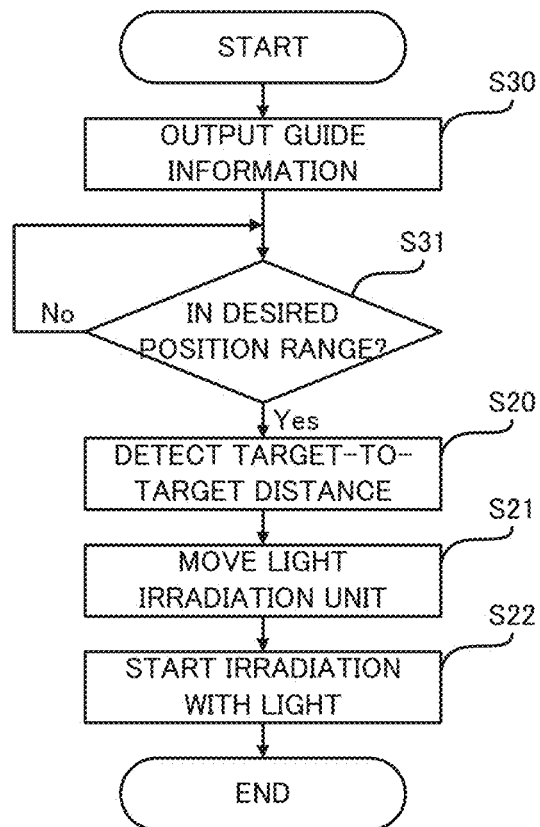 START
S30
OUTPUT GUIDE
INFORMATION
S31
No
IN DESIRED
POSITION RANGE?
Yes
S20
DETECT TARGET-TO-
TARGET DISTANCE
S21
MOVE LIGHT
IRRADIATION UNIT
S22
START IRRADIATION
WITH LIGHT
END